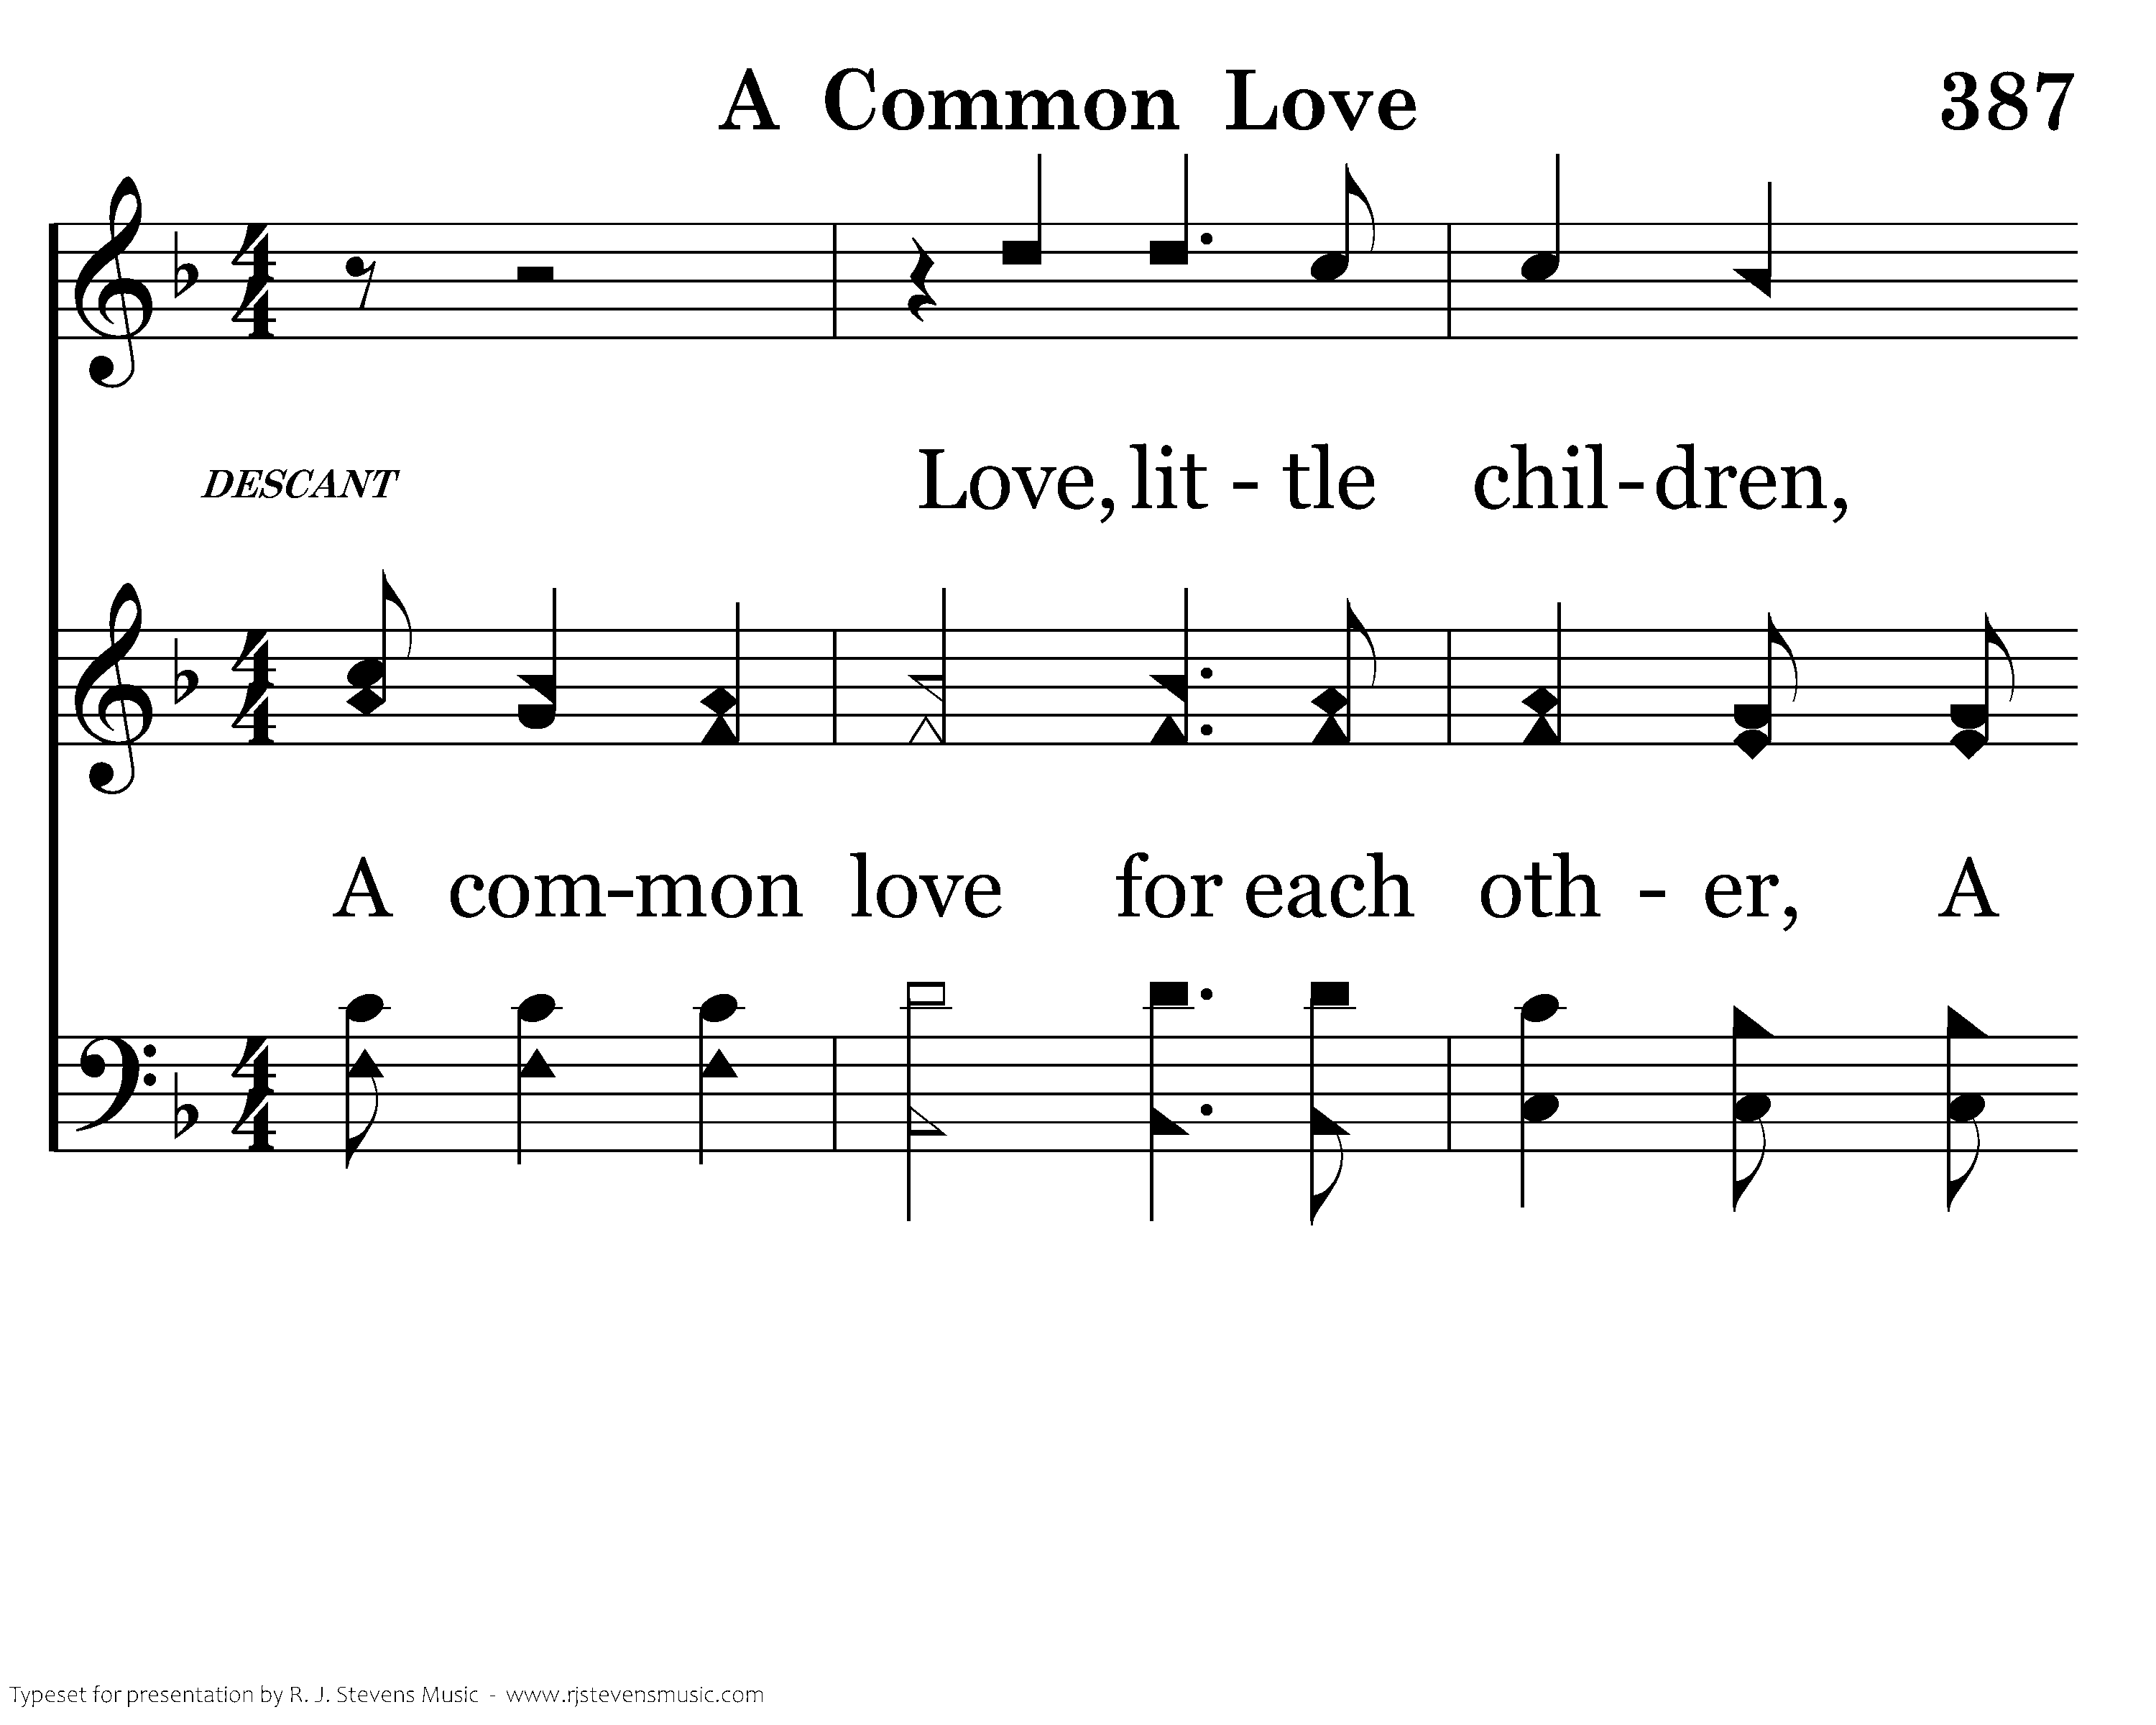 A Common Love 387
DESCANT Love, lit - tle chil - dren,
A com-mon love for each oth - er, A
Typeset for presentation by R. J. Stevens Music - www.rjstevensmusic.com